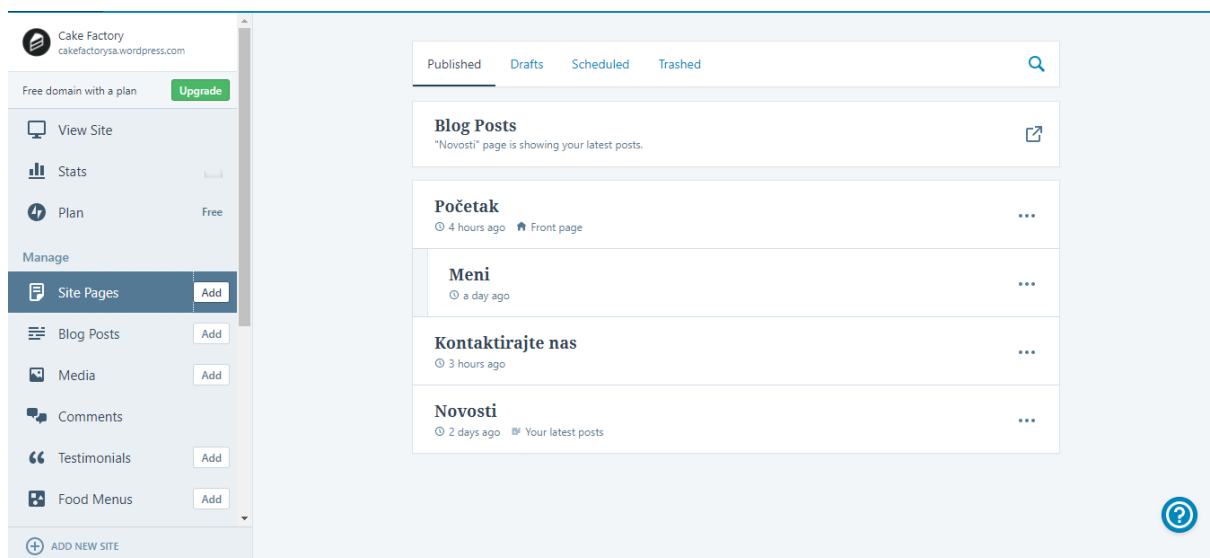 Cake Factory
cakefactorysa.wordpress.com
Free domain with a plan
Upgrade
View Site
Stats
Plan
Free
Manage
Site Pages
Add
Blog Posts
Add
Media
Add
Comments
Testimonials
Add
Food Menus
Add
ADD NEW SITE
Published
Drafts
Scheduled
Trashed
Blog Posts
"Novosti" page is showing your latest posts.
Početak
4 hours ago
Front page
Meni
a day ago
Kontaktirajte nas
3 hours ago
Novosti
2 days ago
Your latest posts